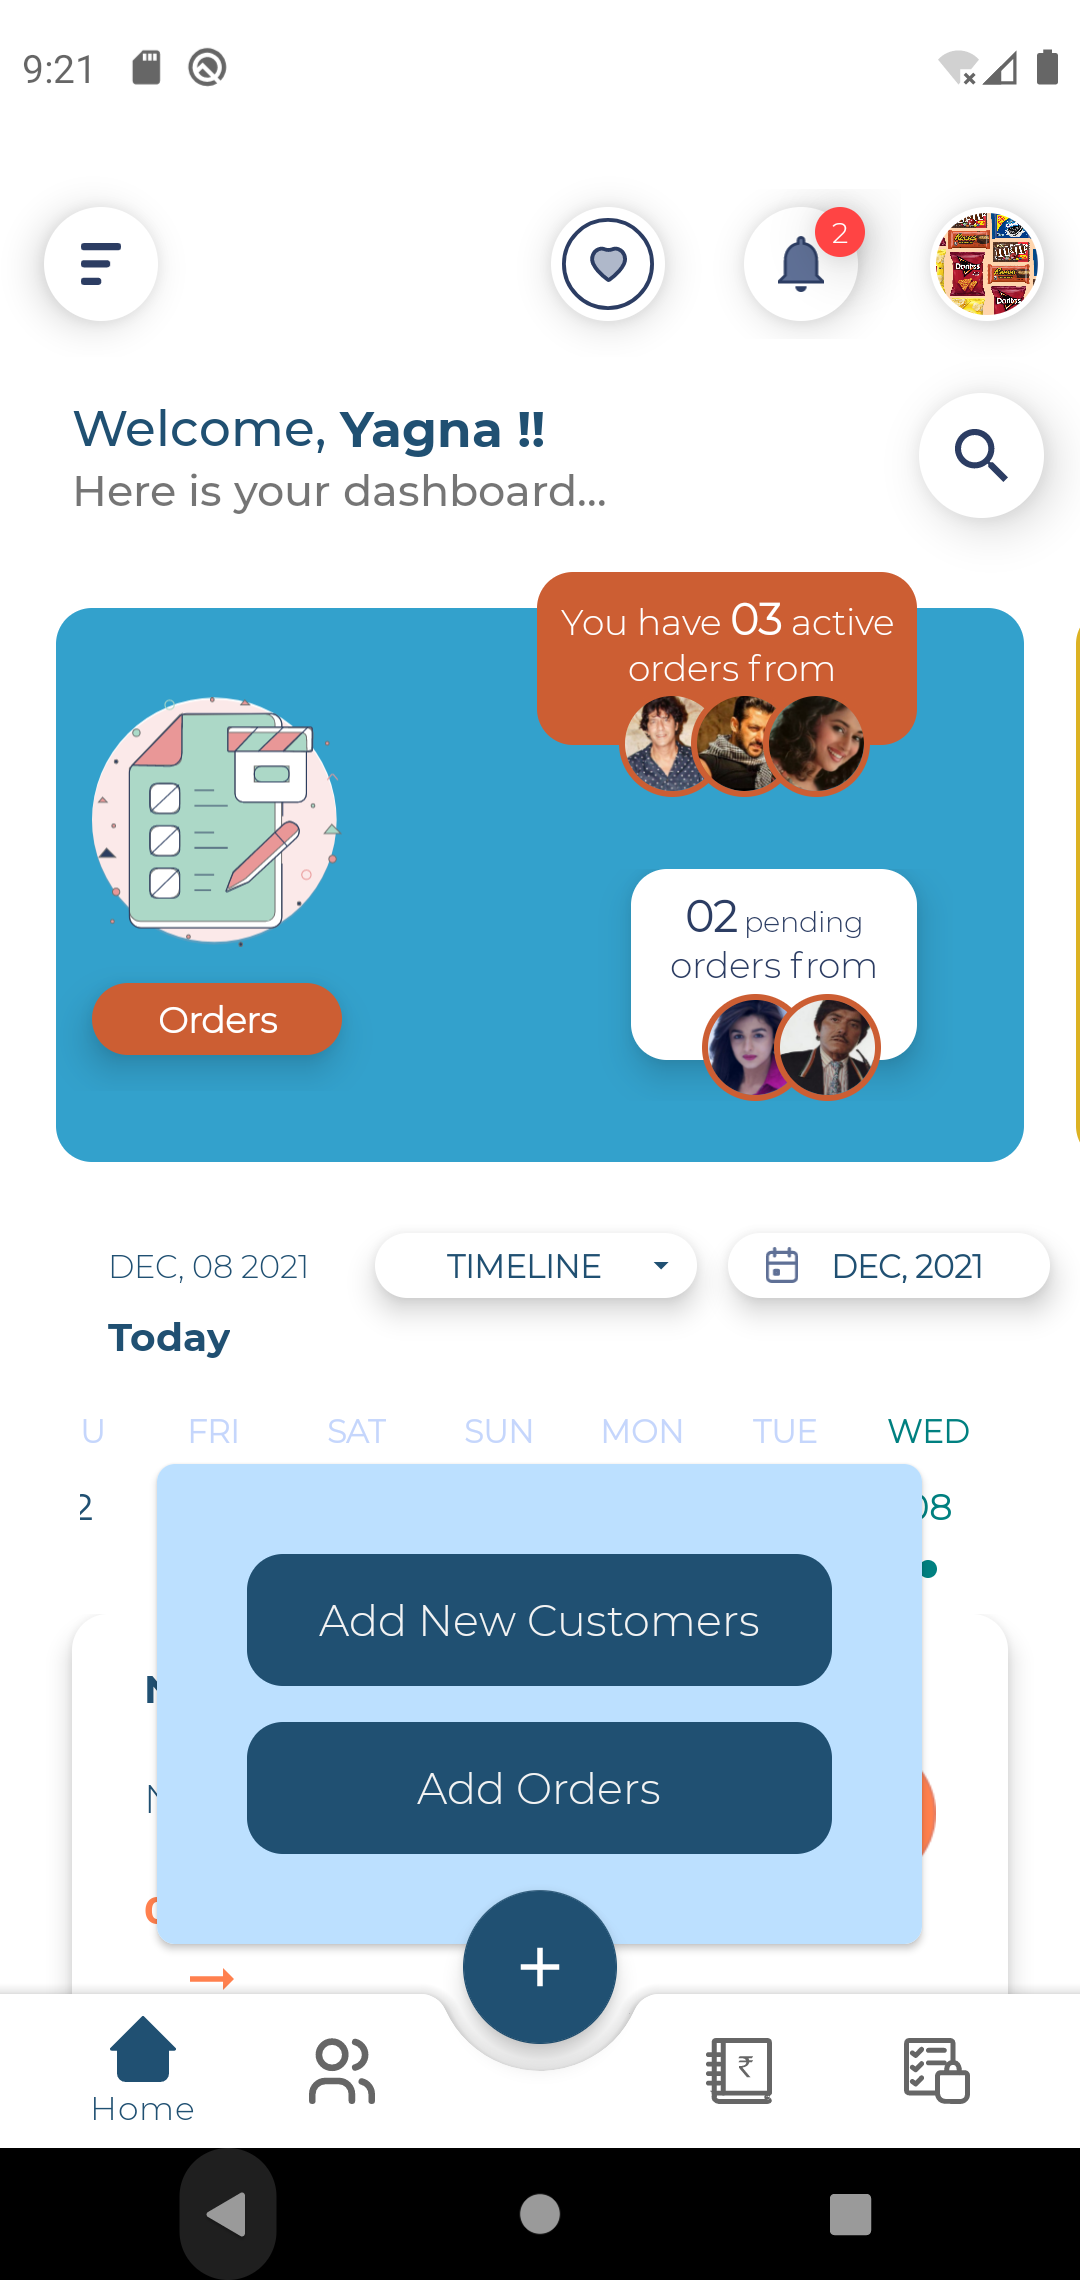 9:21
2
Welcome, Yagna !!
Here is your dashboard...
You have 03 active
orders from
02 pending
orders from
Orders
DEC, 08 2021
TIMELINE
DEC, 2021
Today
U FRI SAT SUN MON TUE WED
2 08
Add New Customers
Add Orders
+
₹
Home